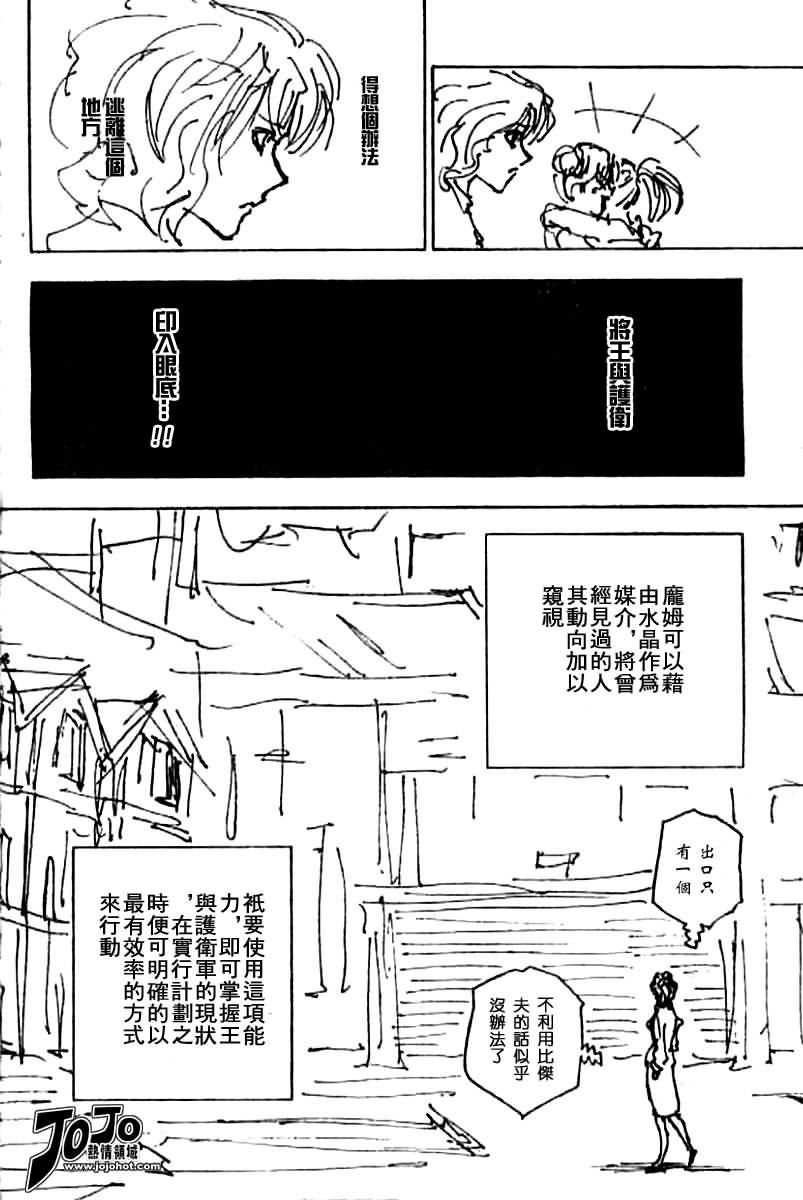 得想個辦法
逃離這個
地方
將王與護衛
印入眼底…!!
龐姆可以藉
由水晶作爲
媒介，將曾
經見過的人
其動向加以
窺視
出口只
有一個
不利用比傑
夫的話似乎
沒辦法了
衹要使用這項能
力，即可掌握王
與護衛軍的現狀
，在實行計劃之
時便可明確的以
最有效率的方式
來行動
JOJO
熱情領域
www.jojohot.com